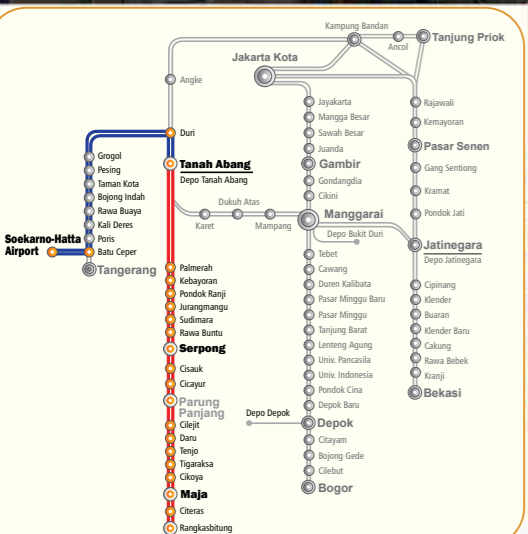 Kampung Bandan
Ancol
Tanjung Priok
Jakarta Kota
Angke
Jayakarta
Mangga Besar
Sawah Besar
Juanda
Gambir
Gondangdia
Cikini
Manggarai
Rajawali
Kemayoran
Pasar Senen
Gang Sentiong
Kramat
Pondok Jati
Jatinegara
Depo Jatinegara
Duri
Tanah Abang
Depo Tanah Abang
Dukuh Atas
Karet
Mampang
Depo Bukit Duri
Grogol
Pesing
Taman Kota
Bojong Indah
Rawa Buaya
Kali Deres
Poris
Batu Ceper
Tangerang
Soekarno-Hatta
Airport
Palmerah
Kebayoran
Pondok Ranji
Jurangmangu
Sudimara
Rawa Buntu
Serpong
Cisauk
Cicayur
Parung
Panjang
Cilejit
Daru
Tenjo
Tigaraksa
Cikoya
Maja
Citeras
Rangkasbitung
Tebet
Cawang
Duren Kalibata
Pasar Minggu Baru
Pasar Minggu
Tanjung Barat
Lenteng Agung
Univ. Pancasila
Univ. Indonesia
Pondok Cina
Depok Baru
Depo Depok
Depok
Citayam
Bojong Gede
Cilebut
Bogor
Cipinang
Klender
Buaran
Klender Baru
Cakung
Rawa Bebek
Kranji
Bekasi